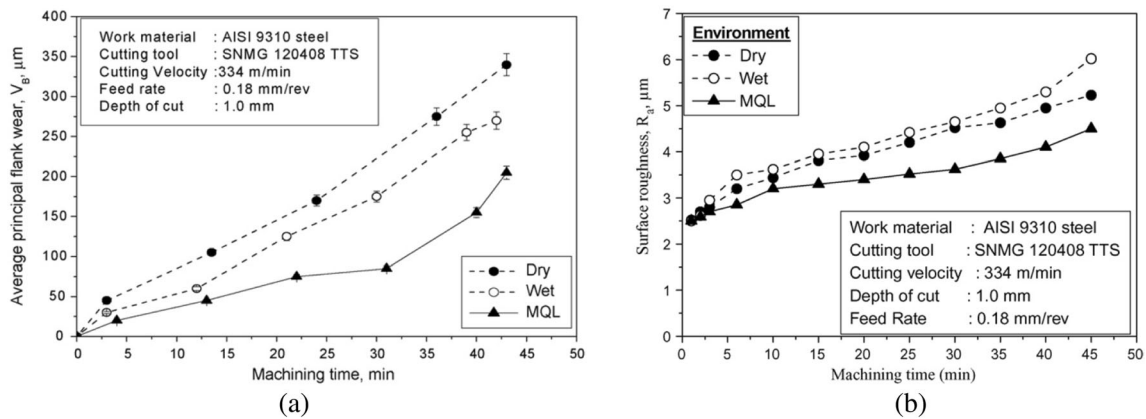 400
350
300
250
200
150
100
50
0
Average principal flank wear, V_B, μm
Work material : AISI 9310 steel
Cutting tool : SNMG 120408 TTS
Cutting Velocity :334 m/min
Feed rate : 0.18 mm/rev
Depth of cut : 1.0 mm
Dry
Wet
MQL
0 5 10 15 20 25 30 35 40 45 50
Machining time, min
(a)
7
6
5
4
3
2
1
0
Surface roughness, R_a, μm
Environment
Dry
Wet
MQL
Work material : AISI 9310 steel
Cutting tool : SNMG 120408 TTS
Cutting velocity : 334 m/min
Depth of cut : 1.0 mm
Feed Rate : 0.18 mm/rev
0 5 10 15 20 25 30 35 40 45 50
Machining time (min)
(b)